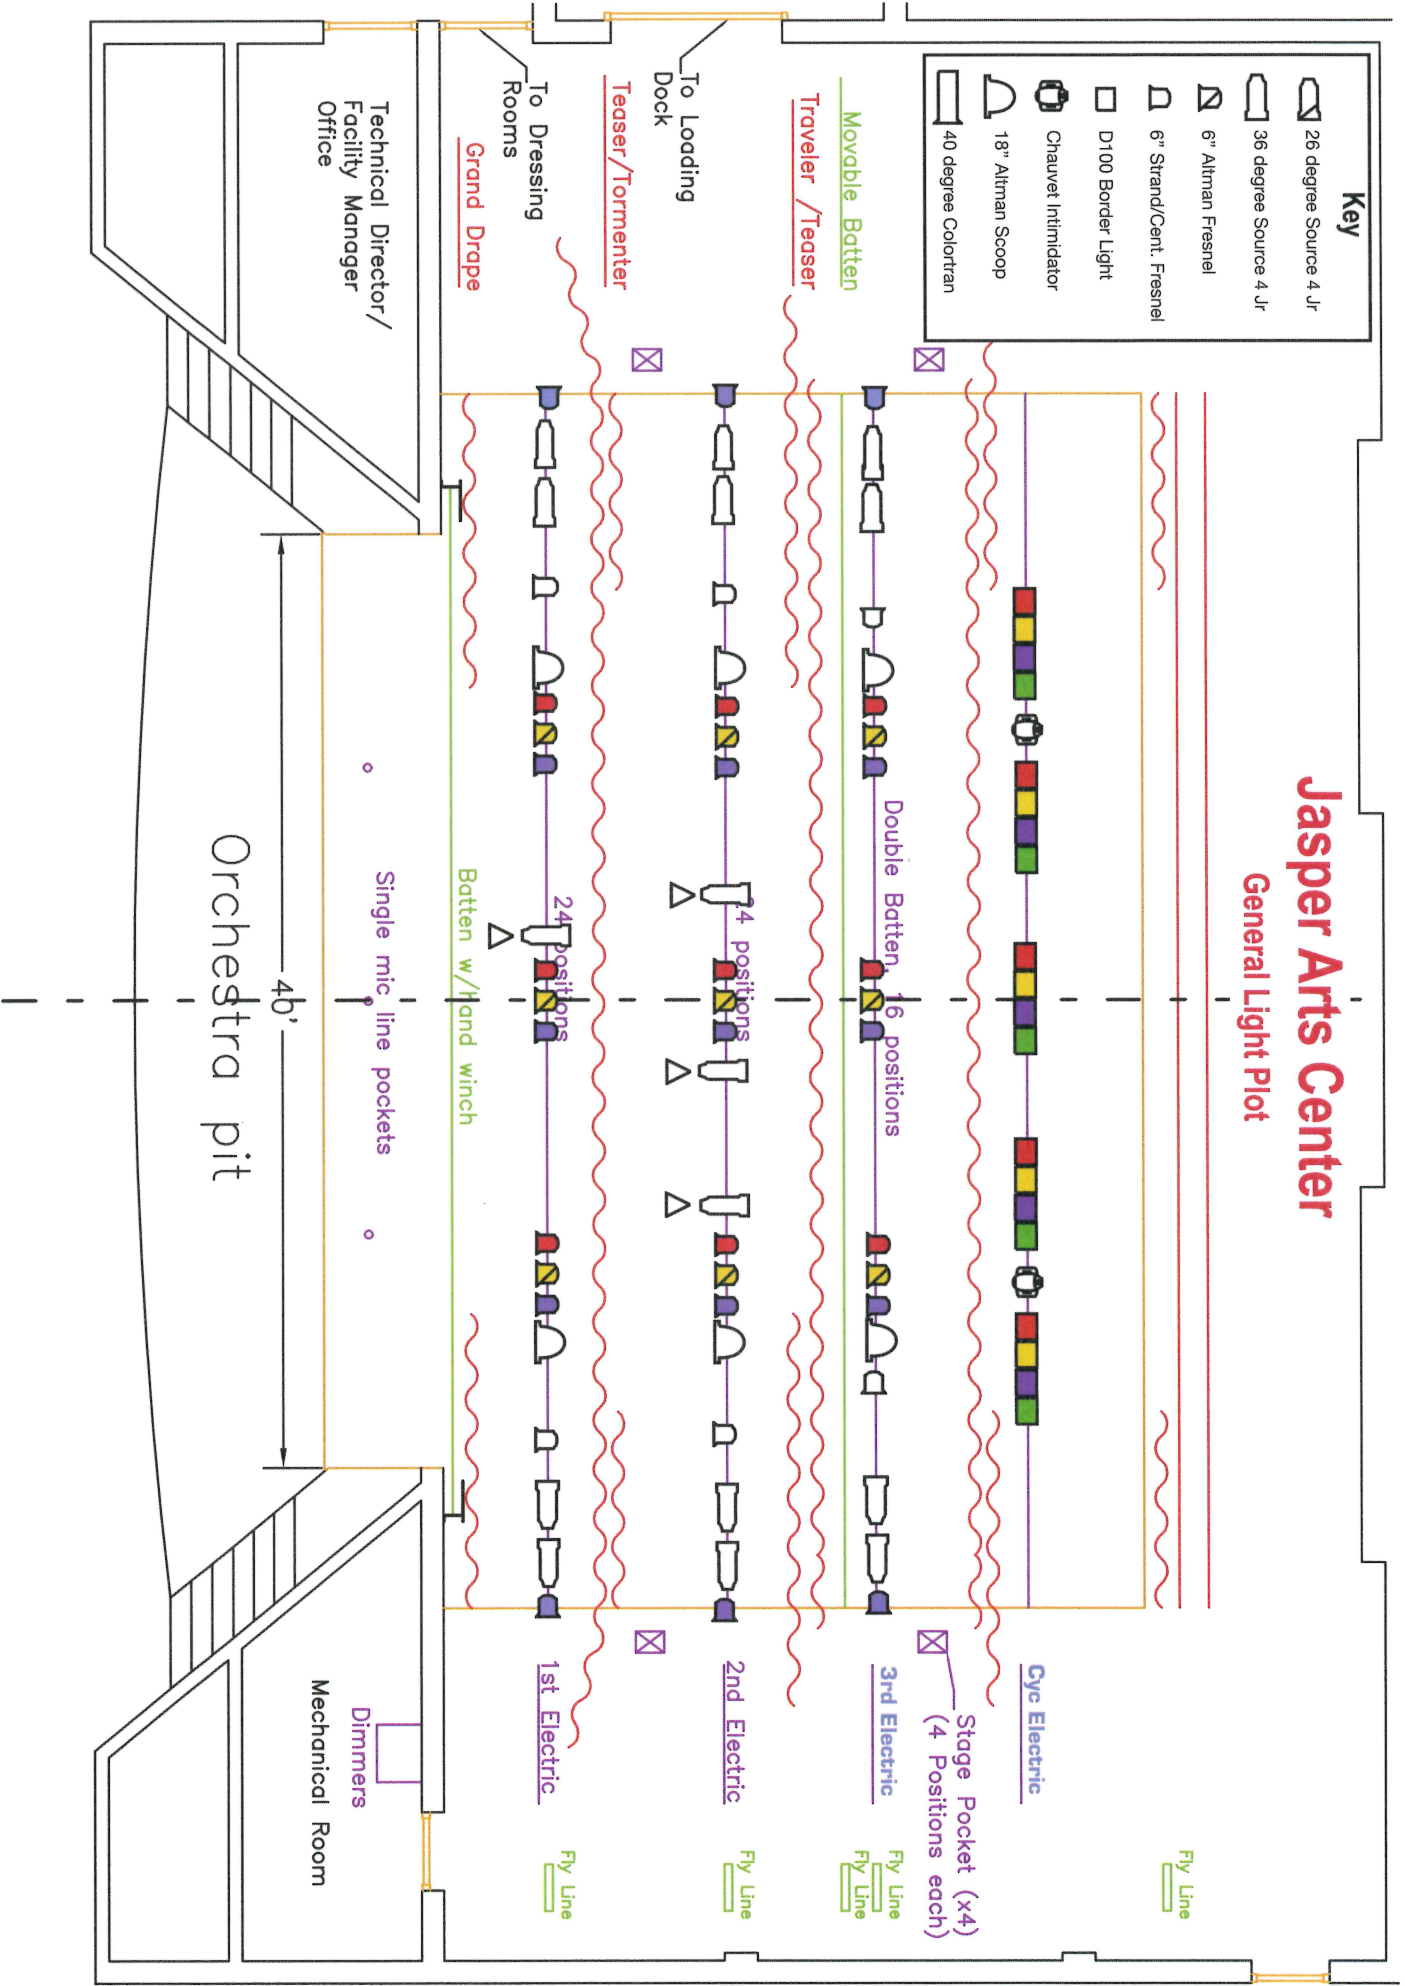 Jasper Arts Center
General Light Plot
Key
26 degree Source 4 Jr
36 degree Source 4 Jr
6" Altman Fresnel
6" Strand/Cent. Fresnel
D100 Border Light
Chauvet Intimidator
18" Altman Scoop
40 degree Colortran
Movable Batten
Traveler /Teaser
To Loading
Dock
Teaser/Tormenter
To Dressing
Rooms
Grand Drape
Technical Director/
Facility Manager
Office
Double Batten, 16 positions
24 positions
24 positions
Batten w/hand winch
Single mic line pockets
40'
Orchestra pit
Cyc Electric
Stage Pocket (x4)
(4 Positions each)
3rd Electric
2nd Electric
1st Electric
Dimmers
Mechanical Room
Fly Line
Fly Line
Fly Line
Fly Line
Fly Line